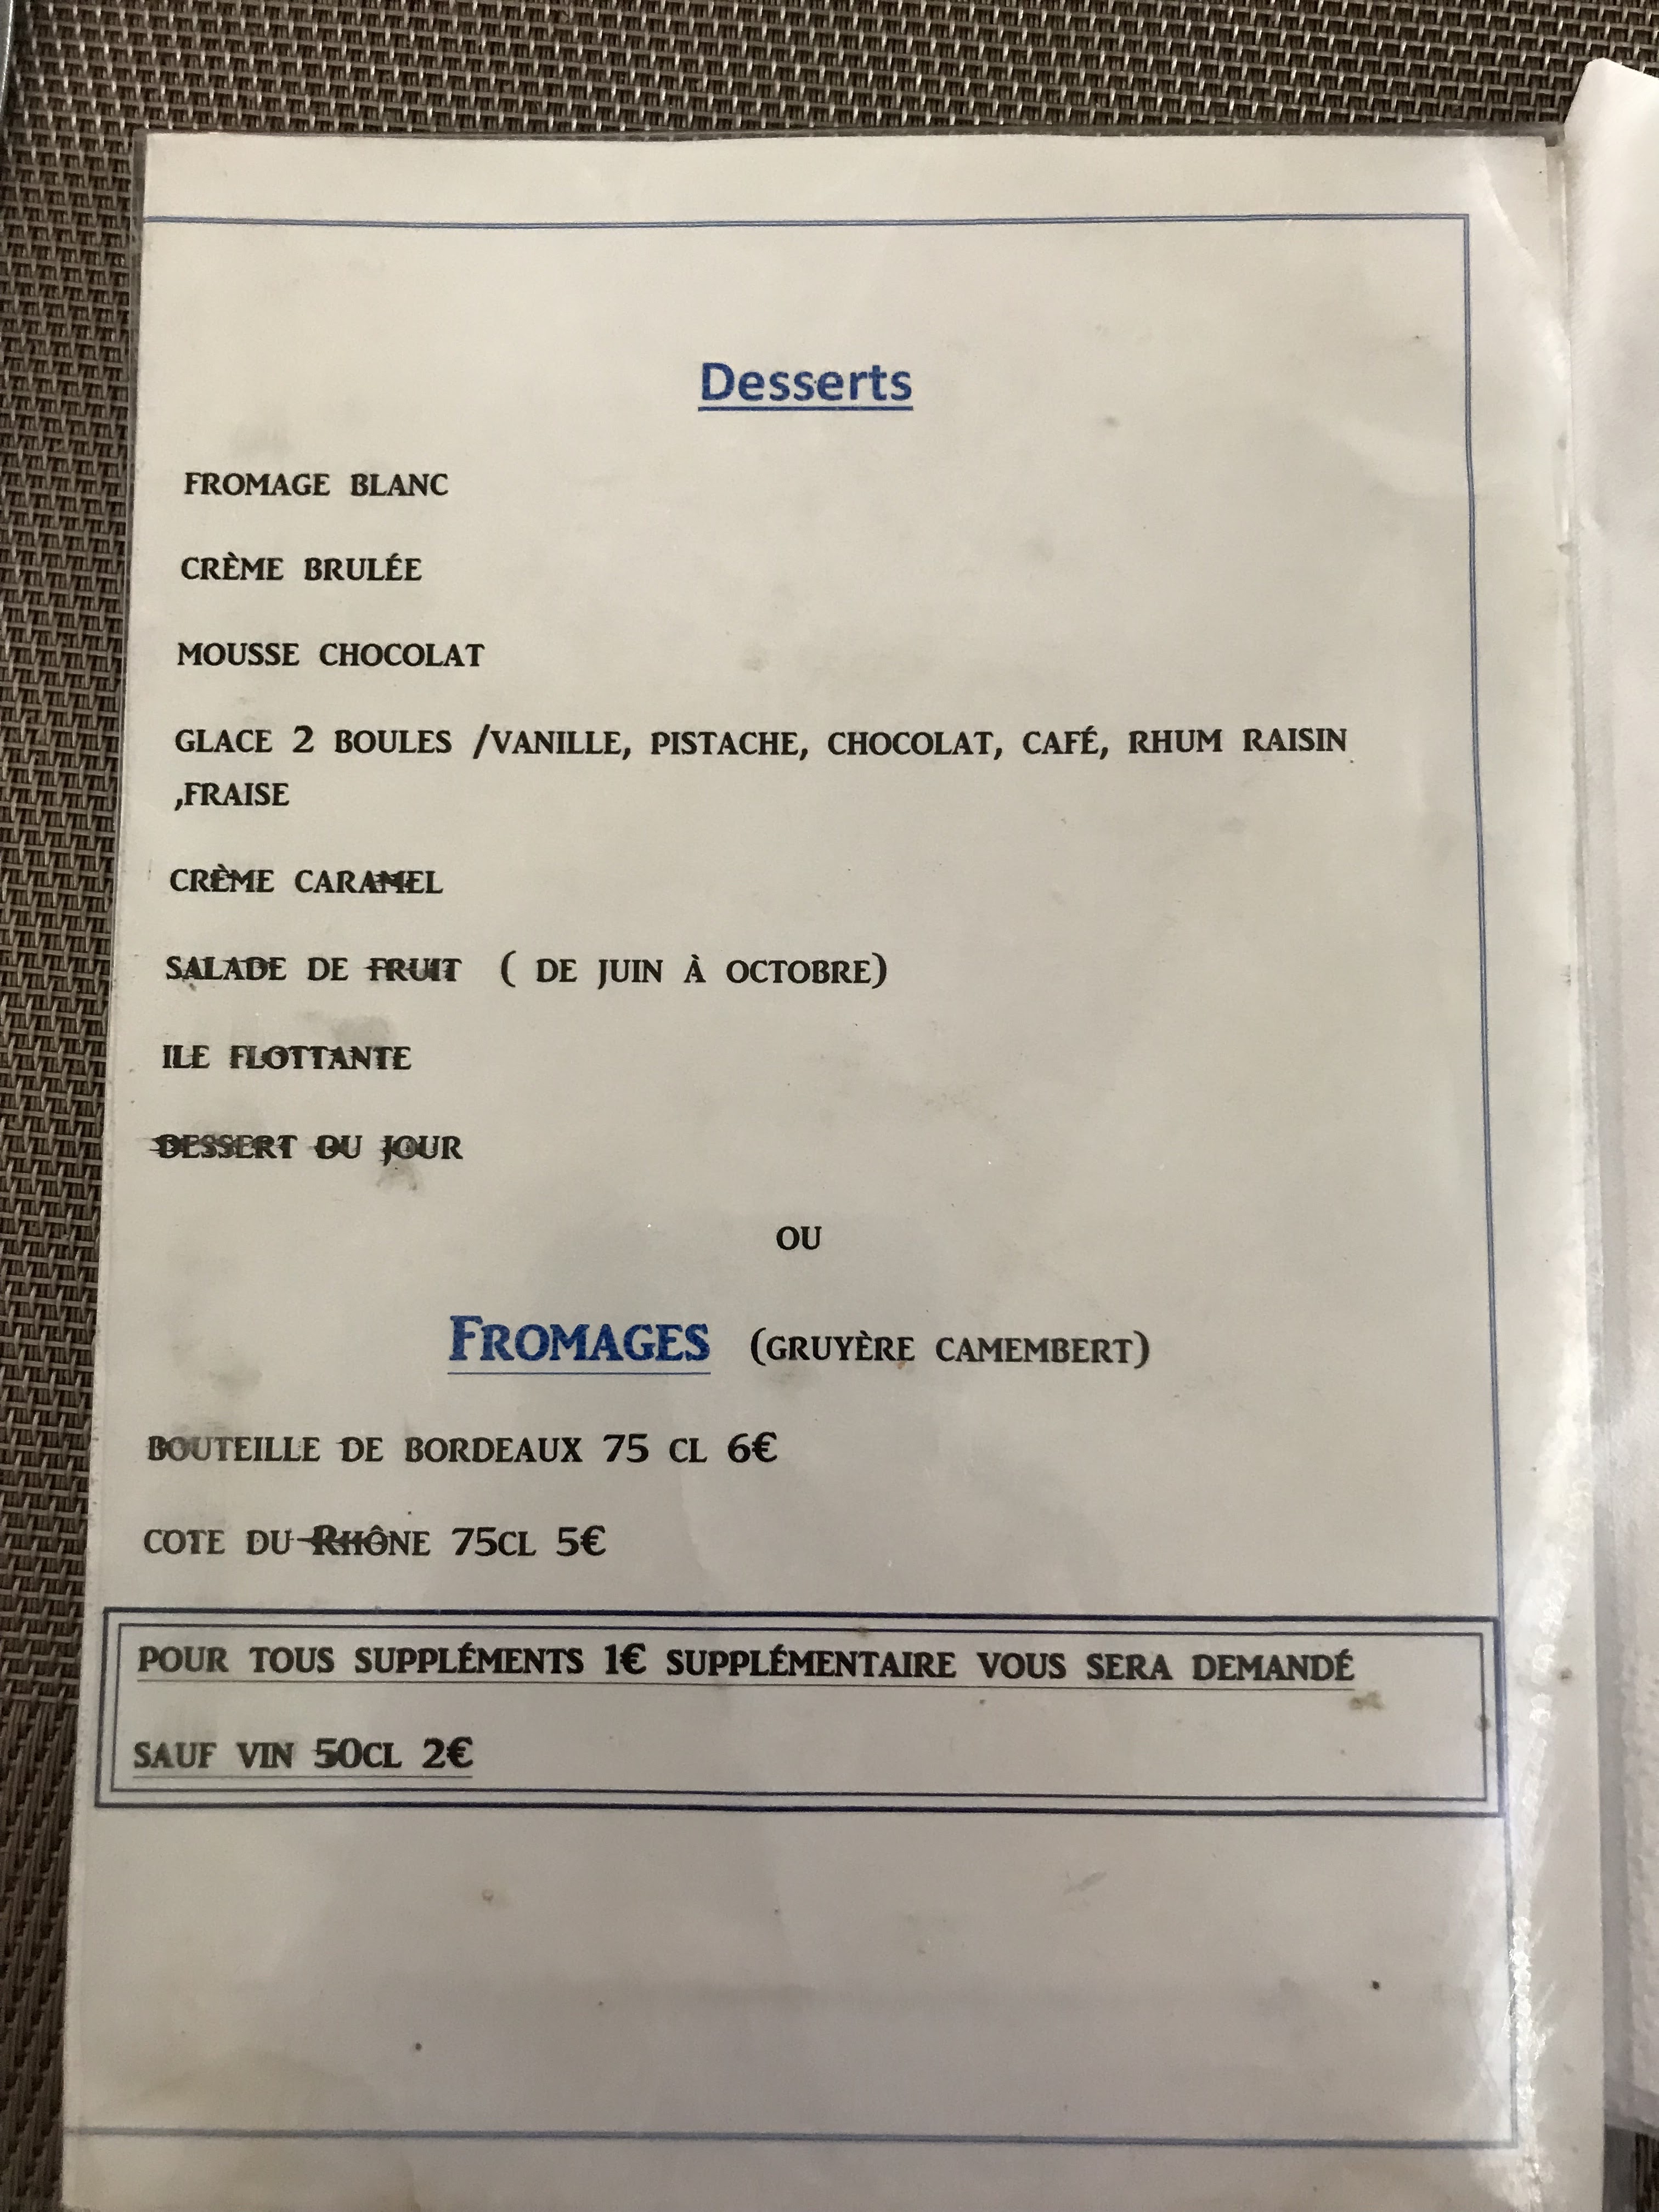 Desserts
FROMAGE BLANC
CRÈME BRULÉE
MOUSSE CHOCOLAT
GLACE 2 BOULES /VANILLE, PISTACHE, CHOCOLAT, CAFÉ, RHUM RAISIN
,FRAISE
CRÈME CARAMEL
SALADE DE FRUIT ( DE JUIN À OCTOBRE)
ILE FLOTTANTE
DESSERT DU JOUR
OU
FROMAGES (GRUYÈRE CAMEMBERT)
BOUTEILLE DE BORDEAUX 75 CL 6€
COTE DU RHÔNE 75CL 5€
POUR TOUS SUPPLÉMENTS 1€ SUPPLÉMENTAIRE VOUS SERA DEMANDÉ
SAUF VIN 50CL 2€